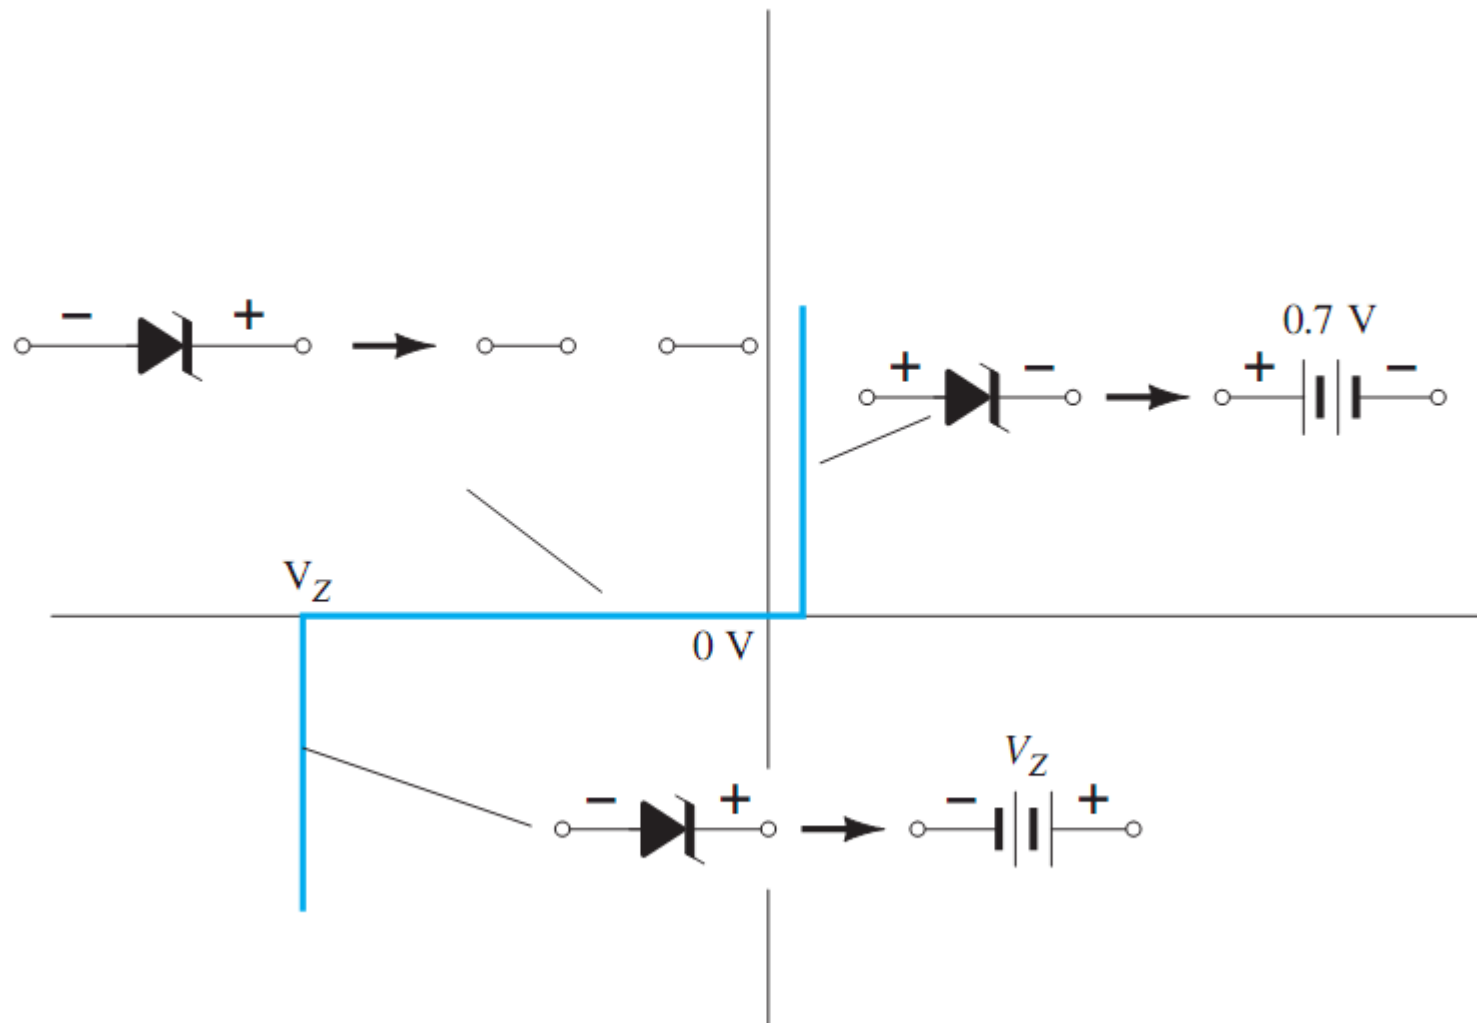 0.7 V
− +
+ − + −
V_Z
0 V
V_Z
− + − +